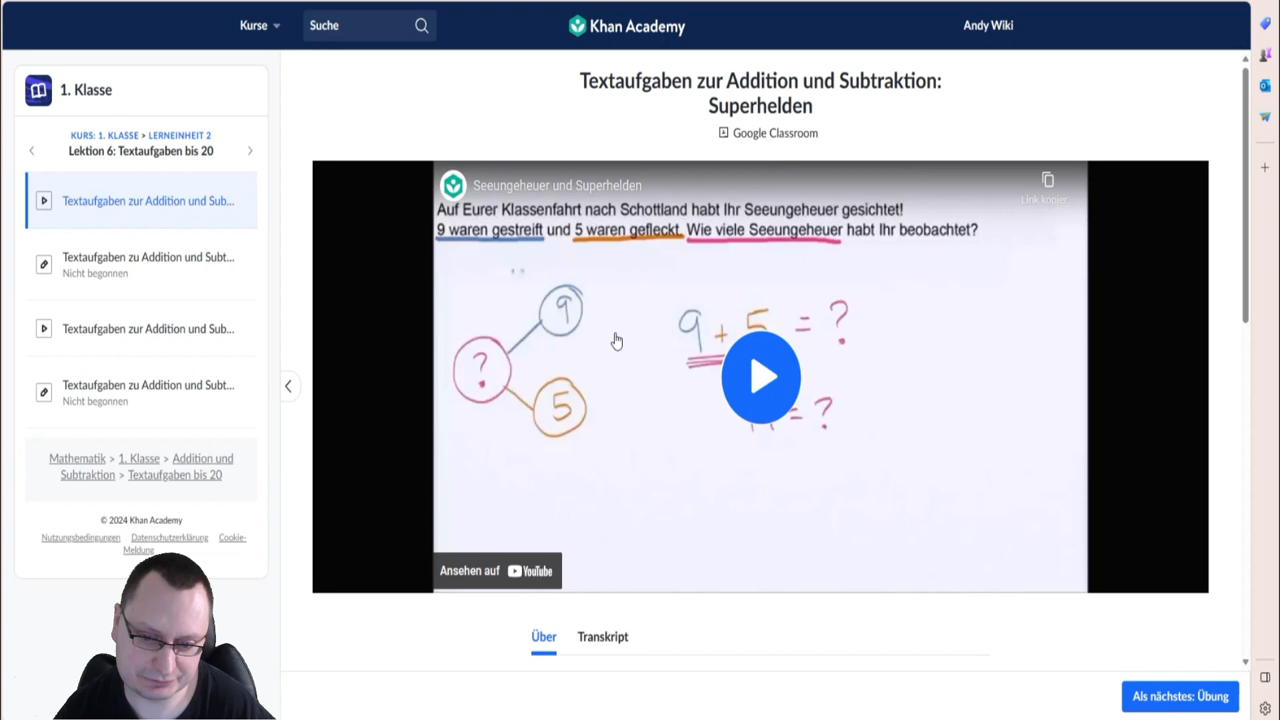 Kurse
Suche
Khan Academy
Andy Wiki
1. Klasse
KURS: 1. KLASSE > LERNEINHEIT 2
Lektion 6: Textaufgaben bis 20
Textaufgaben zur Addition und Sub...
Textaufgaben zu Addition und Subt...
Nicht begonnen
Textaufgaben zur Addition und Sub...
Textaufgaben zu Addition und Subt...
Nicht begonnen
Mathematik > 1. Klasse > Addition und
Subtraktion > Textaufgaben bis 20
© 2024 Khan Academy
Nutzungsbedingungen Datenschutzerklärung Cookie-
Meldung
Textaufgaben zur Addition und Subtraktion:
Superhelden
Google Classroom
Seeungeheuer und Superhelden
Link kopier
Auf Eurer Klassenfahrt nach Schottland habt Ihr Seeungeheuer gesichtet!
9 waren gestreift und 5 waren gefleckt. Wie viele Seeungeheuer habt Ihr beobachtet?
9
9 + 5 = ?
?
5
= ?
Ansehen auf YouTube
Über Transkript
Als nächstes: Übung